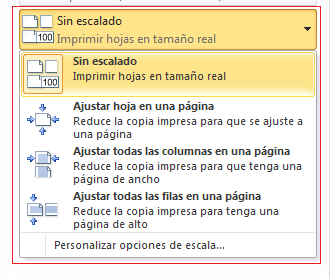 Sin escalado
Imprimir hojas en tamaño real
100
Sin escalado
Imprimir hojas en tamaño real
100
Ajustar hoja en una página
Reduce la copia impresa para que se ajuste a
una página
Ajustar todas las columnas en una página
Reduce la copia impresa para que tenga una
página de ancho
Ajustar todas las filas en una página
Reduce la copia impresa para tenga una
página de alto
Personalizar opciones de escala...